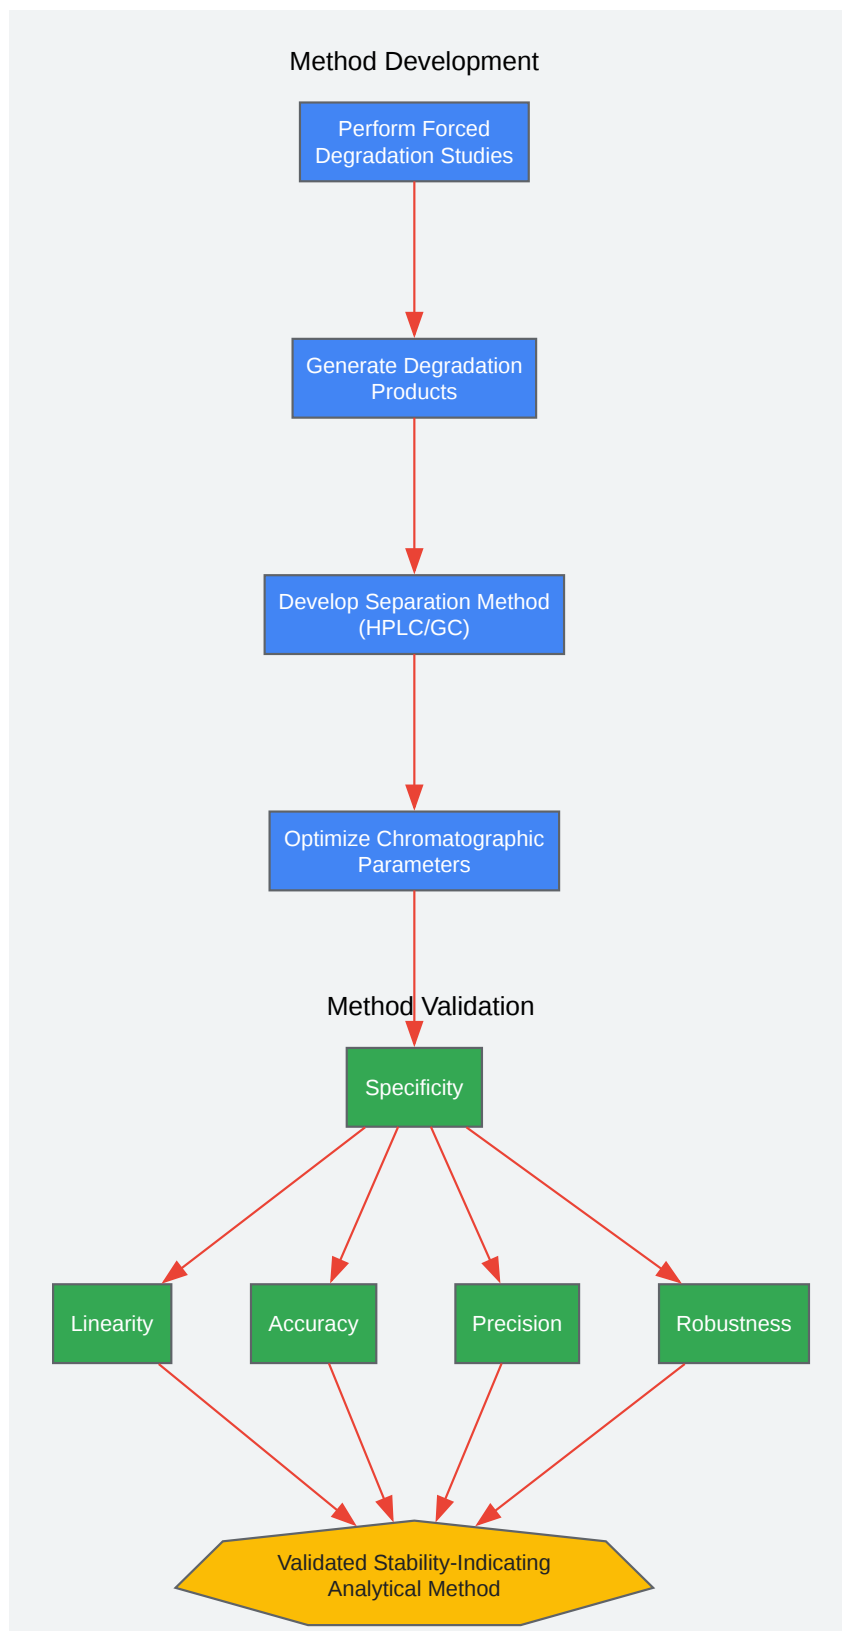 Method Development
Perform Forced
Degradation Studies
Generate Degradation
Products
Develop Separation Method
(HPLC/GC)
Optimize Chromatographic
Parameters
Method Validation
Specificity
Linearity
Accuracy
Precision
Robustness
Validated Stability-Indicating
Analytical Method